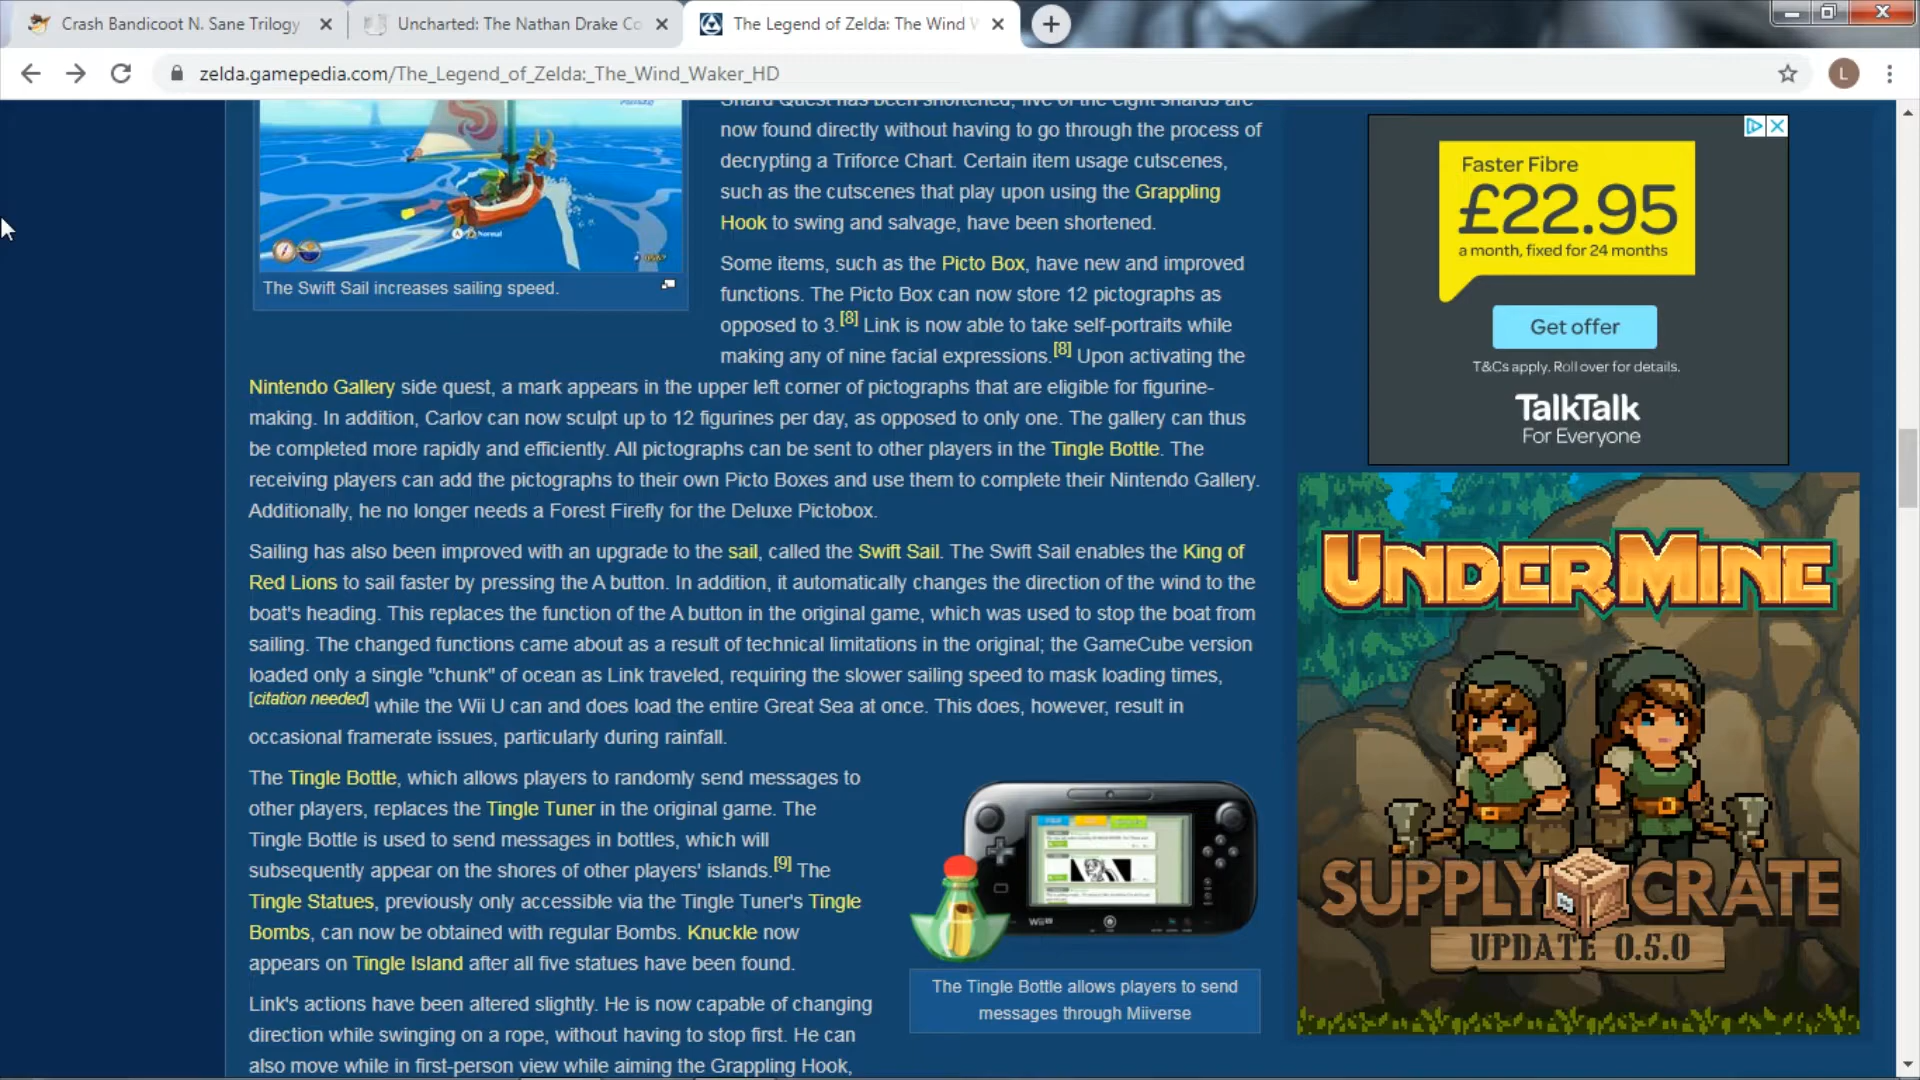 Crash Bandicoot N. Sane Trilogy
Uncharted: The Nathan Drake Co
The Legend of Zelda: The Wind W
zelda.gamepedia.com/The_Legend_of_Zelda:_The_Wind_Waker_HD
L
Shard Quest has been shortened; five of the eight shards are
now found directly without having to go through the process of
decrypting a Triforce Chart. Certain item usage cutscenes,
such as the cutscenes that play upon using the Grappling
Hook to swing and salvage, have been shortened.
Normal
The Swift Sail increases sailing speed.
Some items, such as the Picto Box, have new and improved
functions. The Picto Box can now store 12 pictographs as
opposed to 3.[8] Link is now able to take self-portraits while
making any of nine facial expressions.[8] Upon activating the
Nintendo Gallery side quest, a mark appears in the upper left corner of pictographs that are eligible for figurine-
making. In addition, Carlov can now sculpt up to 12 figurines per day, as opposed to only one. The gallery can thus
be completed more rapidly and efficiently. All pictographs can be sent to other players in the Tingle Bottle. The
receiving players can add the pictographs to their own Picto Boxes and use them to complete their Nintendo Gallery.
Additionally, he no longer needs a Forest Firefly for the Deluxe Pictobox.
Sailing has also been improved with an upgrade to the sail, called the Swift Sail. The Swift Sail enables the King of
Red Lions to sail faster by pressing the A button. In addition, it automatically changes the direction of the wind to the
boat's heading. This replaces the function of the A button in the original game, which was used to stop the boat from
sailing. The changed functions came about as a result of technical limitations in the original; the GameCube version
loaded only a single "chunk" of ocean as Link traveled, requiring the slower sailing speed to mask loading times,
[citation needed] while the Wii U can and does load the entire Great Sea at once. This does, however, result in
occasional framerate issues, particularly during rainfall.
The Tingle Bottle, which allows players to randomly send messages to
other players, replaces the Tingle Tuner in the original game. The
Tingle Bottle is used to send messages in bottles, which will
subsequently appear on the shores of other players' islands.[9] The
Tingle Statues, previously only accessible via the Tingle Tuner's Tingle
Bombs, can now be obtained with regular Bombs. Knuckle now
appears on Tingle Island after all five statues have been found.
Link's actions have been altered slightly. He is now capable of changing
direction while swinging on a rope, without having to stop first. He can
also move while in first-person view while aiming the Grappling Hook,
Wii U
The Tingle Bottle allows players to send
messages through Miiverse
Faster Fibre
£22.95
a month, fixed for 24 months
Get offer
T&Cs apply. Roll over for details.
TalkTalk
For Everyone
UNDERMINE
SUPPLY CRATE
UPDATE 0.5.0